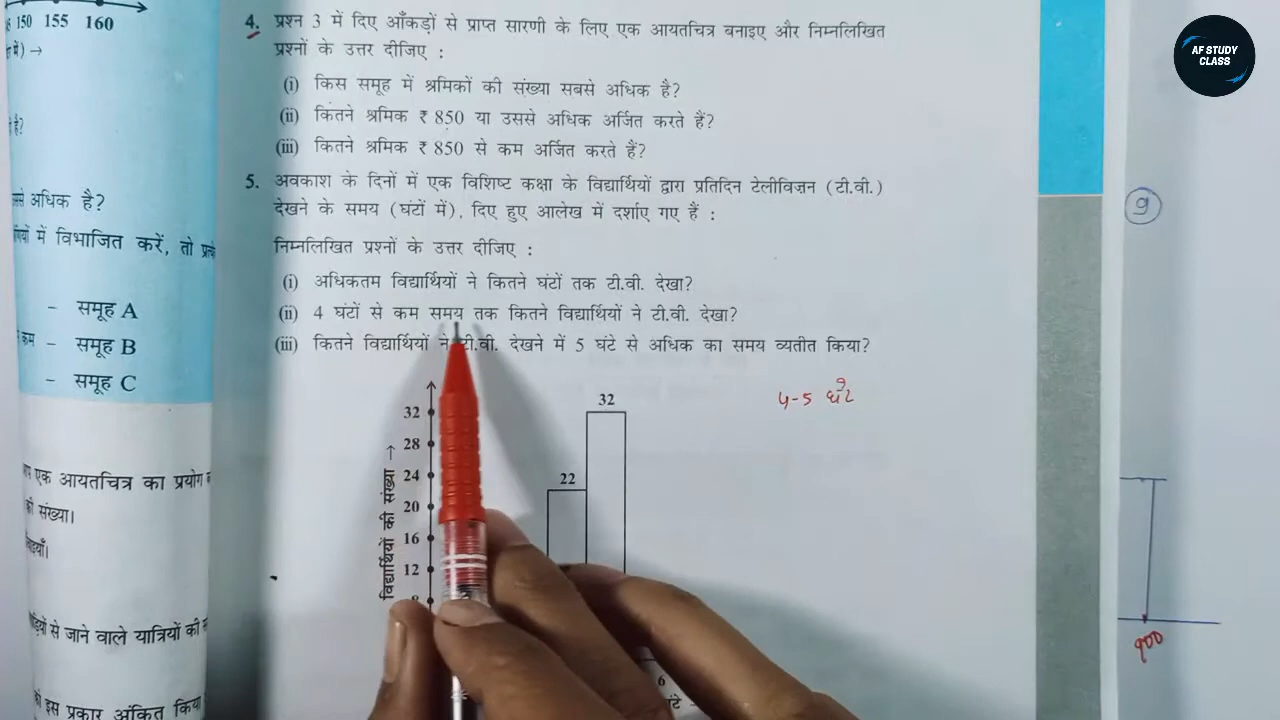 150 155 160
में) →
4. प्रश्न 3 में दिए आँकड़ों से प्राप्त सारणी के लिए एक आयतचित्र बनाइए और निम्नलिखित
प्रश्नों के उत्तर दीजिए :
(i) किस समूह में श्रमिकों की संख्या सबसे अधिक है?
(ii) कितने श्रमिक ₹ 850 या उससे अधिक अर्जित करते हैं?
(iii) कितने श्रमिक ₹ 850 से कम अर्जित करते हैं?
5. अवकाश के दिनों में एक विशिष्ट कक्षा के विद्यार्थियों द्वारा प्रतिदिन टेलीविज़न (टी.वी.)
देखने के समय (घंटों में), दिए हुए आलेख में दर्शाए गए हैं :
निम्नलिखित प्रश्नों के उत्तर दीजिए :
(i) अधिकतम विद्यार्थियों ने कितने घंटों तक टी.वी. देखा?
(ii) 4 घंटों से कम समय तक कितने विद्यार्थियों ने टी.वी. देखा?
(iii) कितने विद्यार्थियों ने टी.वी. देखने में 5 घंटे से अधिक का समय व्यतीत किया?
4-5 घंटे
32
32
28
24
22
20
16
12
विद्यार्थियों की संख्या →
6
है?
अधिक है?
में विभाजित करें, तो
– समूह A
कम – समूह B
– समूह C
एक आयतचित्र का प्रयोग
की संख्या।
से जाने वाले यात्रियों की
को इस प्रकार अंकित किया
AF STUDY
CLASS
9
900